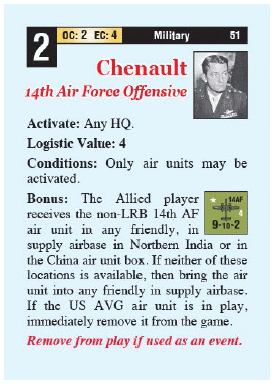 2
OC: 2 EC: 4 Military 51
Chenault
14th Air Force Offensive
Activate: Any HQ.
Logistic Value: 4
Conditions: Only air units may be
activated.
Bonus: The Allied player
receives the non-LRB 14th AF
air unit in any friendly, in
supply airbase in Northern India or in
the China air unit box. If neither of these
locations is available, then bring the air
unit into any friendly in supply airbase.
If the US AVG air unit is in play,
immediately remove it from the game.
14AF
4
9-10-2
Remove from play if used as an event.